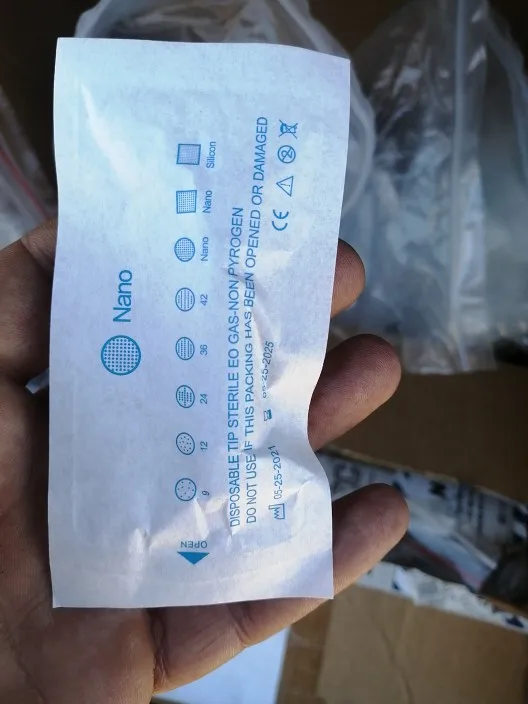 Nano
9 12 24 36 42 Nano Nano Silicon
OPEN
DISPOSABLE TIP STERILE EO GAS-NON PYROGEN
DO NOT USE IF THIS PACKING HAS BEEN OPENED OR DAMAGED
05-25-2021 05-25-2025 CE